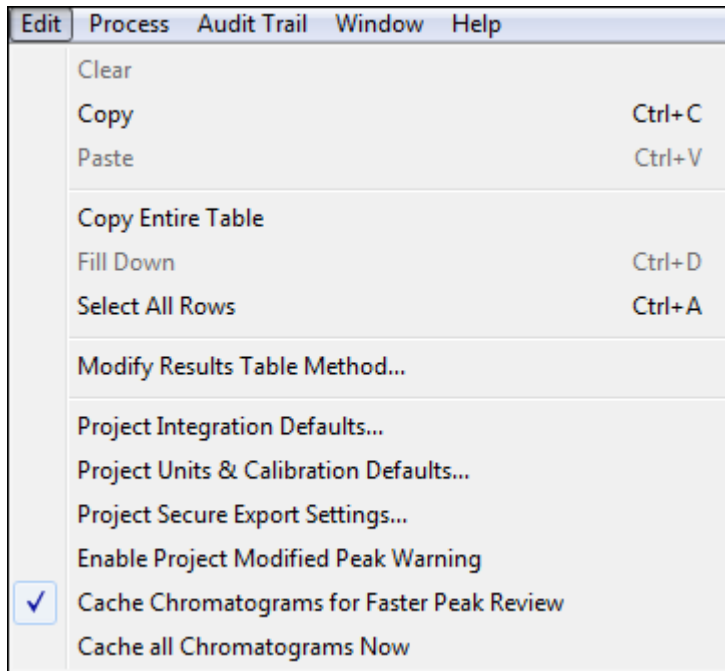 Edit Process Audit Trail Window Help
Clear
Copy Ctrl+C
Paste Ctrl+V
Copy Entire Table
Fill Down Ctrl+D
Select All Rows Ctrl+A
Modify Results Table Method...
Project Integration Defaults...
Project Units & Calibration Defaults...
Project Secure Export Settings...
Enable Project Modified Peak Warning
Cache Chromatograms for Faster Peak Review
Cache all Chromatograms Now